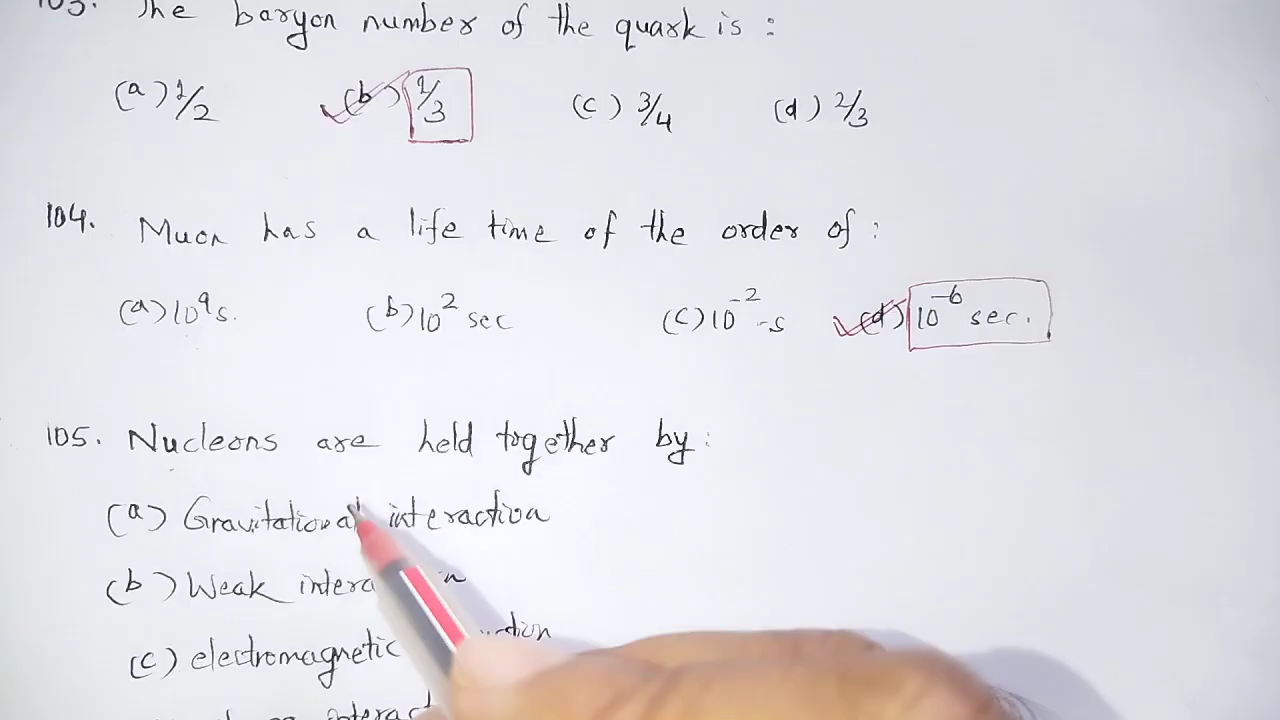 103. The baryon number of the quark is :
(a) 1/2 (b) 1/3 (c) 3/4 (d) 2/3
104. Muon has a life time of the order of :
(a) 10⁹s. (b) 10² sec (c) 10⁻² -s (d) 10⁻⁶ sec.
105. Nucleons are held together by :
(a) Gravitational interaction
(b) Weak
(c) electromagnetic